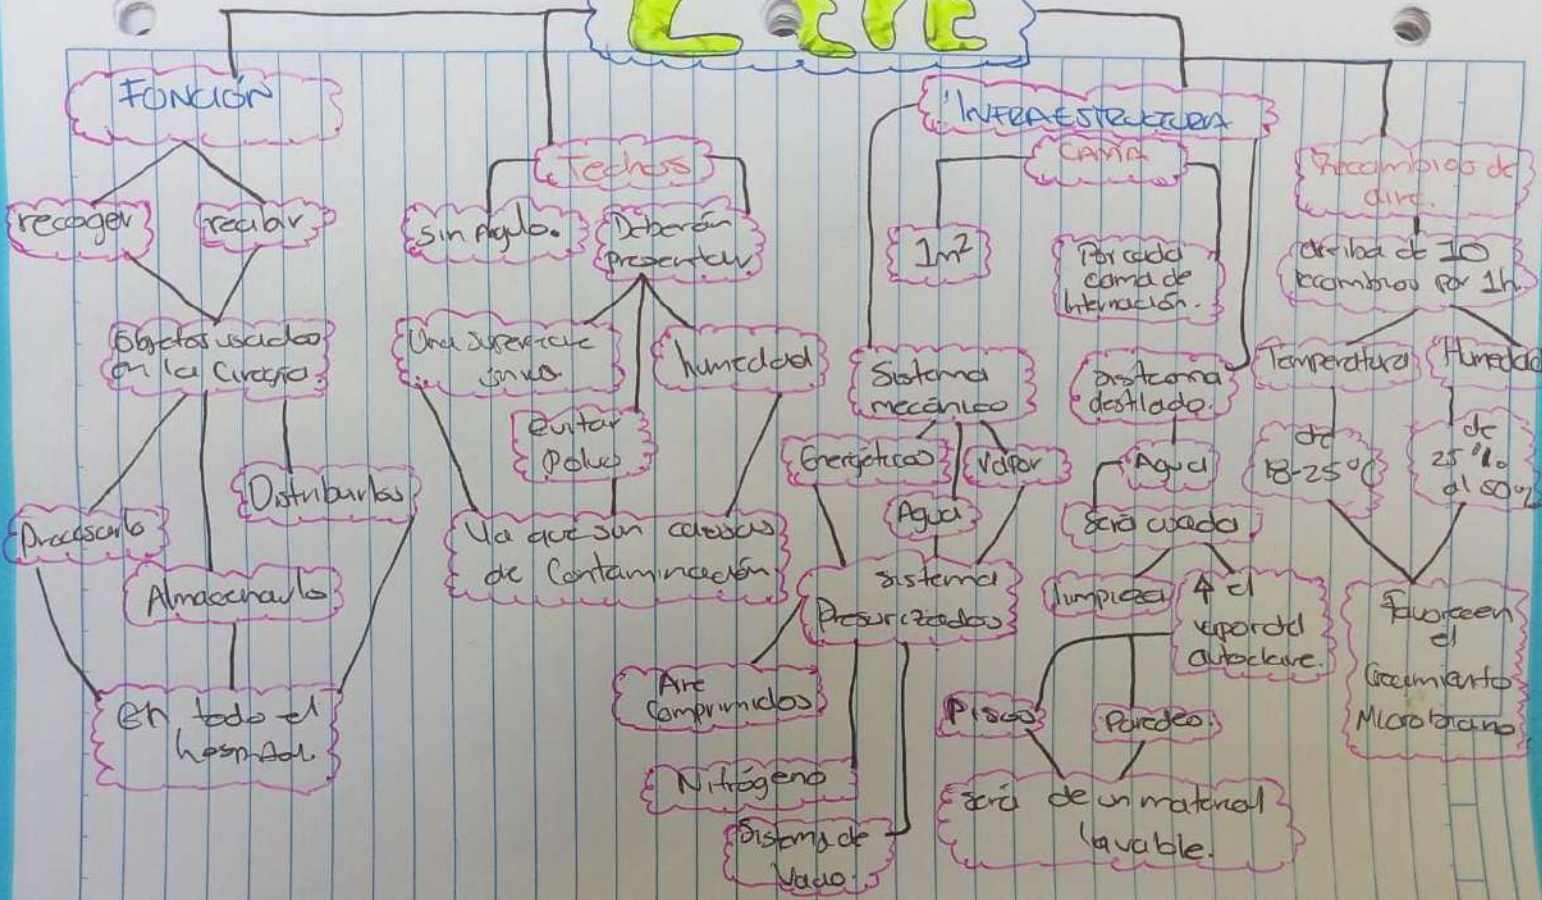 CEYE
FUNCIÓN
recoger
recibir
Objetos usados
en la Cirugía.
Procesarlo
Almacenarlo
Distribuirlos
en todo el
hospital.
Techos
Sin Agulo.
Deberán
presentar
Una superficie
humedad
evitar
Polvo
Ya que son causas
de Contaminación
INFRAESTRUCTURA
CAMA
1m²
Por cada
cama de
Internación.
Sistema
mecánico
Energéticos
Vapor
Agua
sistema
Presurizados
Aire
Comprimidos
Nitrógeno
Sistema de
Vacío.
Sistema
destilado.
Agua
Será usada
limpieza
el
vapor del
autoclave.
Pisos
Paredes.
Será de un material
lavable.
Recambios de
aire.
arriba de 10
recambios por 1h.
Temperatura
Humedad
de
18-25°C
de
25%
al 50%
Favorecen
el
Crecimiento
Microbiano